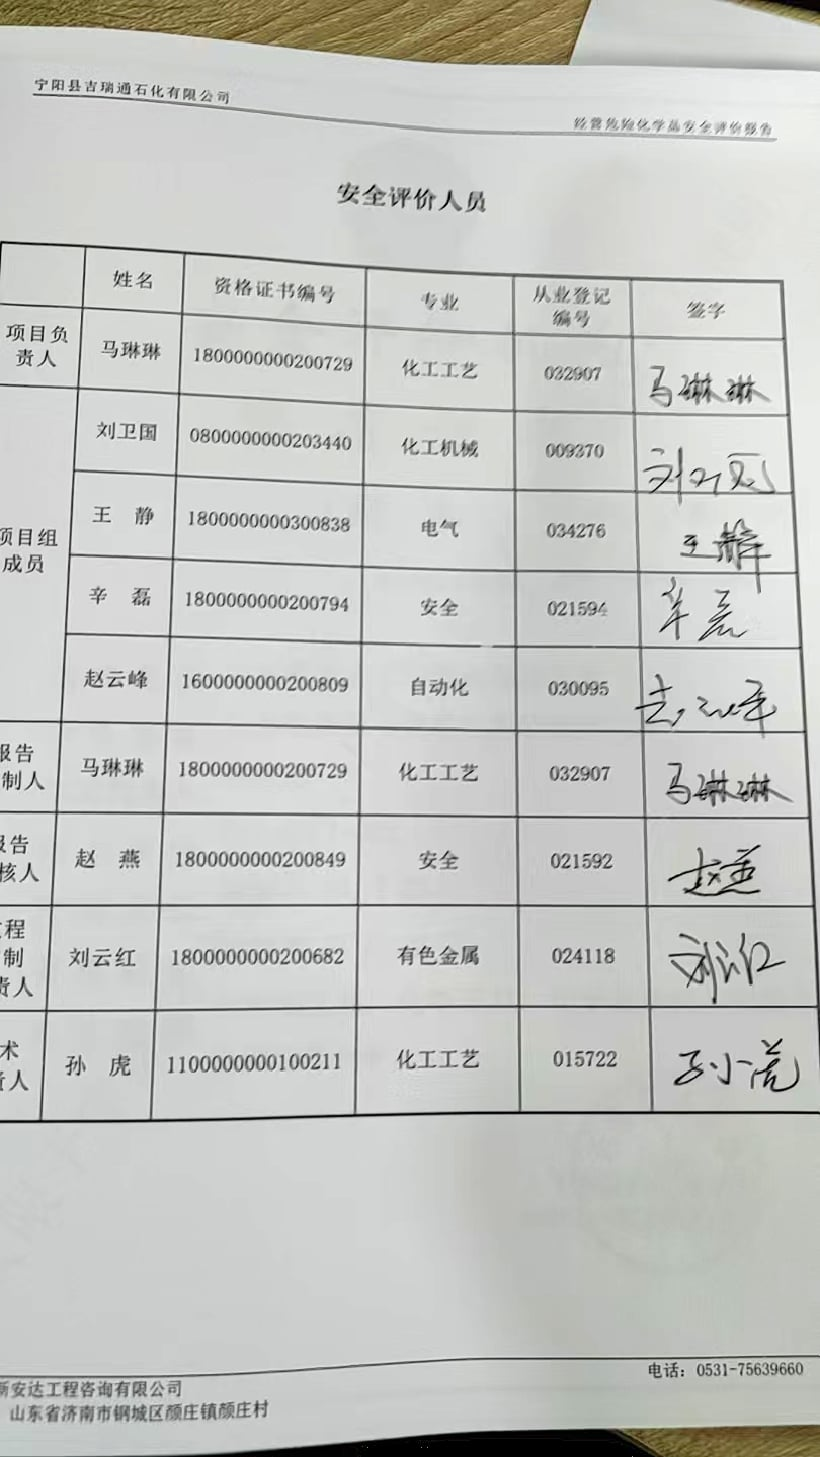 宁阳县吉瑞通石化有限公司
经营危险化学品安全评价报告
安全评价人员
姓名 资格证书编号 专业 从业登记编号 签字
项目负责人 马琳琳 1800000000200729 化工工艺 032907 马琳琳
项目组成员
刘卫国 0800000000203440 化工机械 009370 刘卫国
王 静 1800000000300838 电气 034276 王静
辛 磊 1800000000200794 安全 021594 辛磊
赵云峰 1600000000200809 自动化 030095 赵云峰
报告 制人 马琳琳 1800000000200729 化工工艺 032907 马琳琳
报告 核人 赵 燕 1800000000200849 安全 021592 赵燕
程 制 责人 刘云红 1800000000200682 有色金属 024118 刘云红
术 责人 孙 虎 1100000000100211 化工工艺 015722 孙小虎
电话：0531-75639660
新安达工程咨询有限公司
山东省济南市钢城区颜庄镇颜庄村